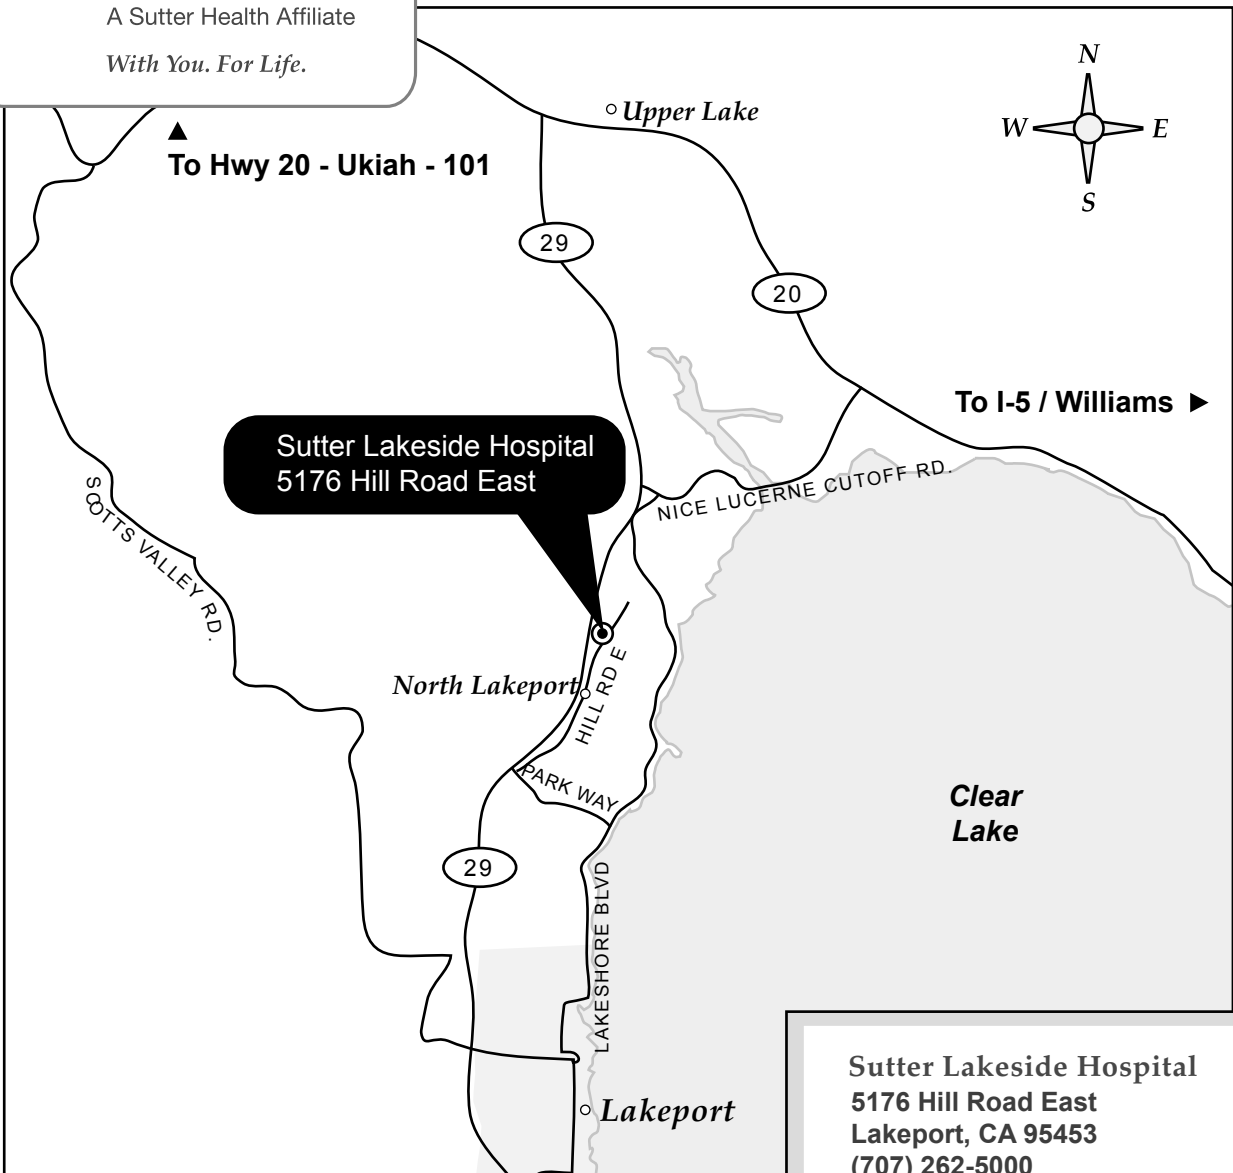 A Sutter Health Affiliate
With You. For Life.
N
W
E
S
Upper Lake
To Hwy 20 - Ukiah - 101
29
20
To I-5 / Williams
Sutter Lakeside Hospital
5176 Hill Road East
NICE LUCERNE CUTOFF RD.
SCOTTS VALLEY RD.
North Lakeport
HILL RD E
PARK WAY
Clear
Lake
29
LAKESHORE BLVD
Lakeport
Sutter Lakeside Hospital
5176 Hill Road East
Lakeport, CA 95453
(707) 262-5000